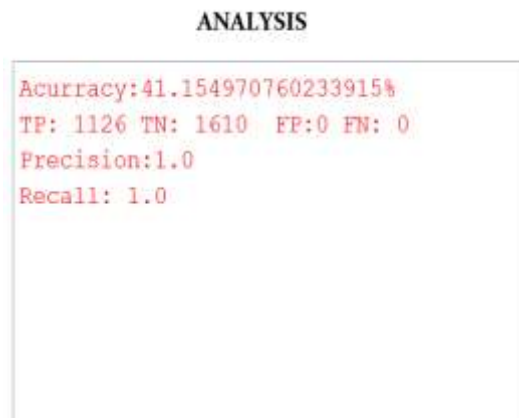 ANALYSIS
Acurracy:41.154970760233915%
TP: 1126 TN: 1610 FP:0 FN: 0
Precision:1.0
Recall: 1.0